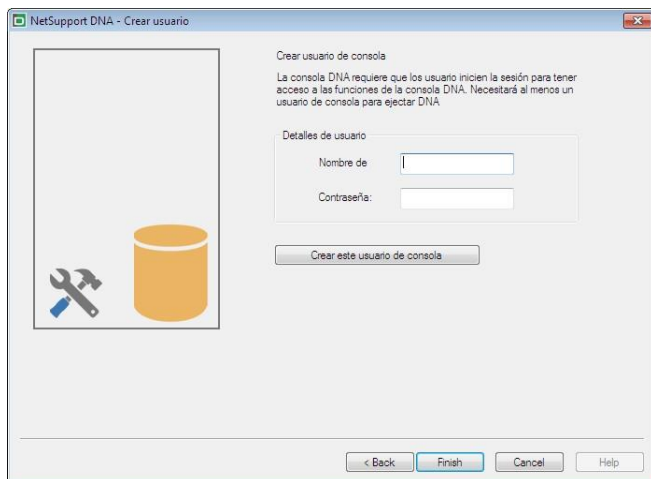 NetSupport DNA - Crear usuario
Crear usuario de consola
La consola DNA requiere que los usuario inicien la sesión para tener
acceso a las funciones de la consola DNA. Necesitará al menos un
usuario de consola para ejectar DNA
Detalles de usuario
Nombre de
Contraseña:
Crear este usuario de consola
< Back Finish Cancel Help